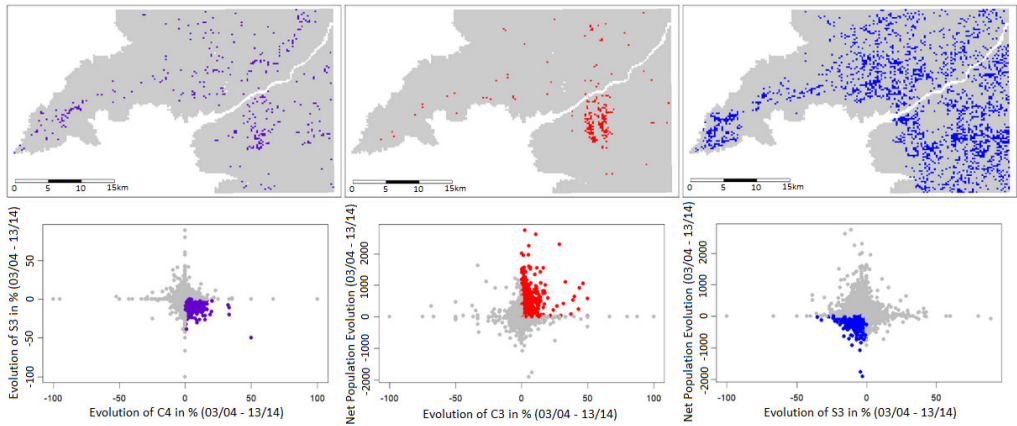 0 5 10 15km
0 5 10 15km
0 5 10 15km
Evolution of S3 in % (03/04 - 13/14)
50
0
-50
-100
-100 -50 0 50 100
Evolution of C4 in % (03/04 - 13/14)
Net Population Evolution (03/04 - 13/14)
2000
1000
0
-1000
-2000
-100 -50 0 50 100
Evolution of C3 in % (03/04 - 13/14)
Net Population Evolution (03/04 - 13/14)
2000
1000
0
-1000
-2000
-100 -50 0 50
Evolution of S3 in % (03/04 - 13/14)